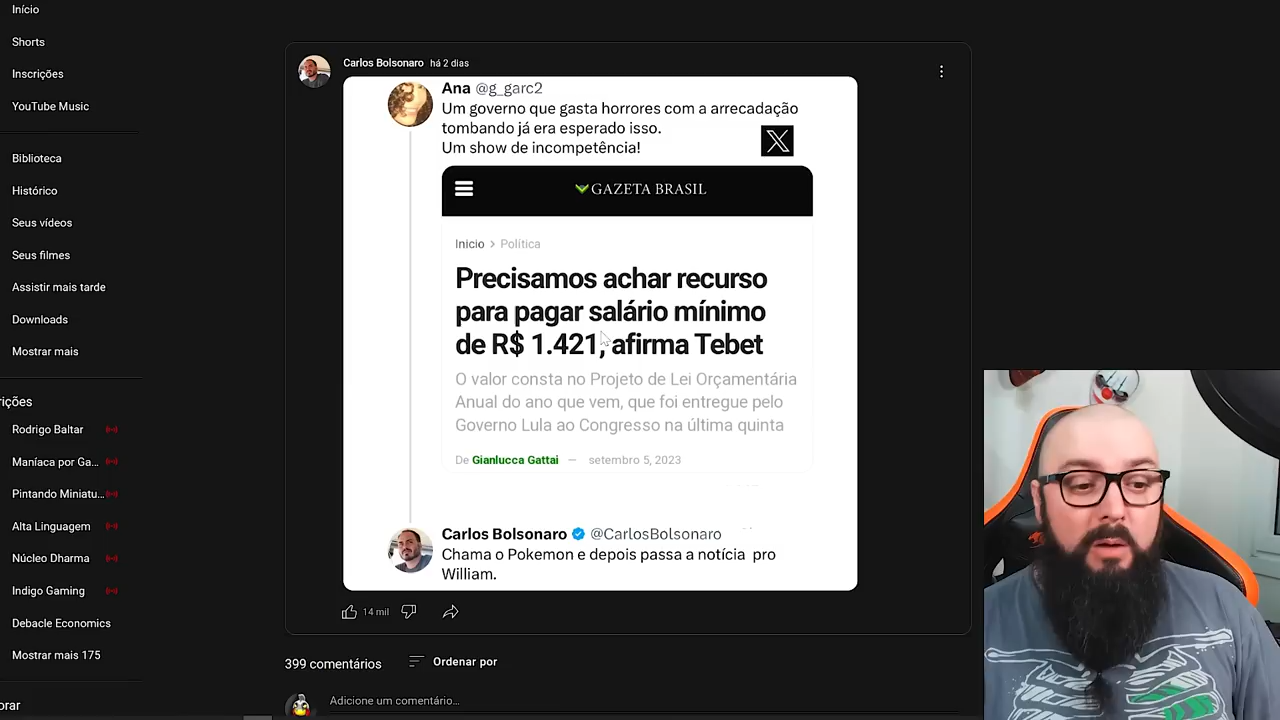 Início
Shorts
Inscrições
YouTube Music
Biblioteca
Histórico
Seus vídeos
Seus filmes
Assistir mais tarde
Downloads
Mostrar mais
rições
Rodrigo Baltar
Maníaca por Ga...
Pintando Miniatu...
Alta Linguagem
Núcleo Dharma
Indigo Gaming
Debacle Economics
Mostrar mais 175
orar
Carlos Bolsonaro há 2 dias
Ana @g_garc2
Um governo que gasta horrores com a arrecadação
tombando já era esperado isso.
Um show de incompetência!
GAZETA BRASIL
Inicio > Política
Precisamos achar recurso
para pagar salário mínimo
de R$ 1.421, afirma Tebet
O valor consta no Projeto de Lei Orçamentária
Anual do ano que vem, que foi entregue pelo
Governo Lula ao Congresso na última quinta
De Gianlucca Gattai — setembro 5, 2023
Carlos Bolsonaro @CarlosBolsonaro
Chama o Pokemon e depois passa a notícia pro
William.
14 mil
399 comentários
Ordenar por
Adicione um comentário...